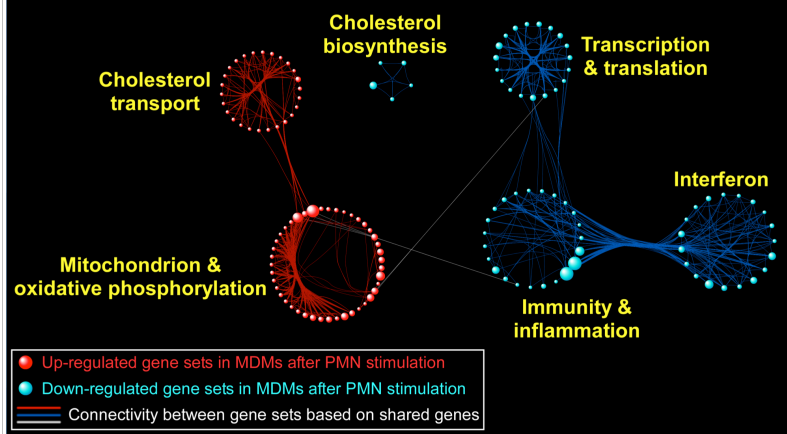 Cholesterol
biosynthesis
Transcription
& translation
Cholesterol
transport
Interferon
Mitochondrion &
oxidative phosphorylation
Immunity &
inflammation
Up-regulated gene sets in MDMs after PMN stimulation
Down-regulated gene sets in MDMs after PMN stimulation
Connectivity between gene sets based on shared genes